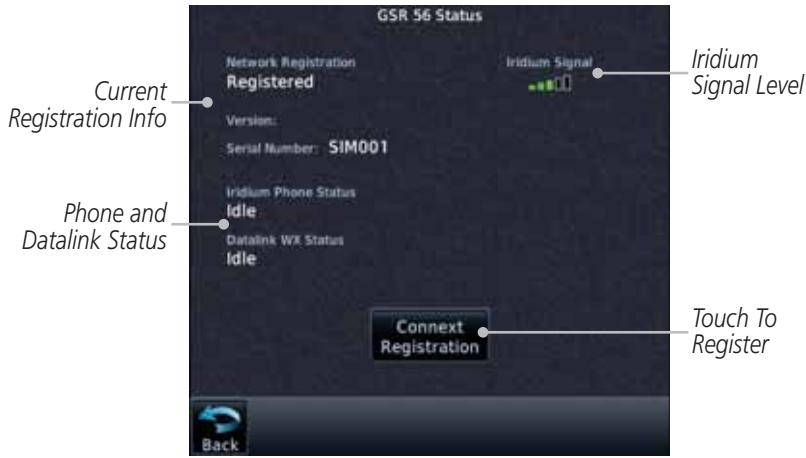 GSR 56 Status
Network Registration
Registered
Iridium Signal
Iridium
Signal Level
Current
Registration Info
Version:
Serial Number: SIM001
Iridium Phone Status
Idle
Phone and
Datalink Status
Datalink WX Status
Idle
Connext
Registration
Touch To
Register
Back